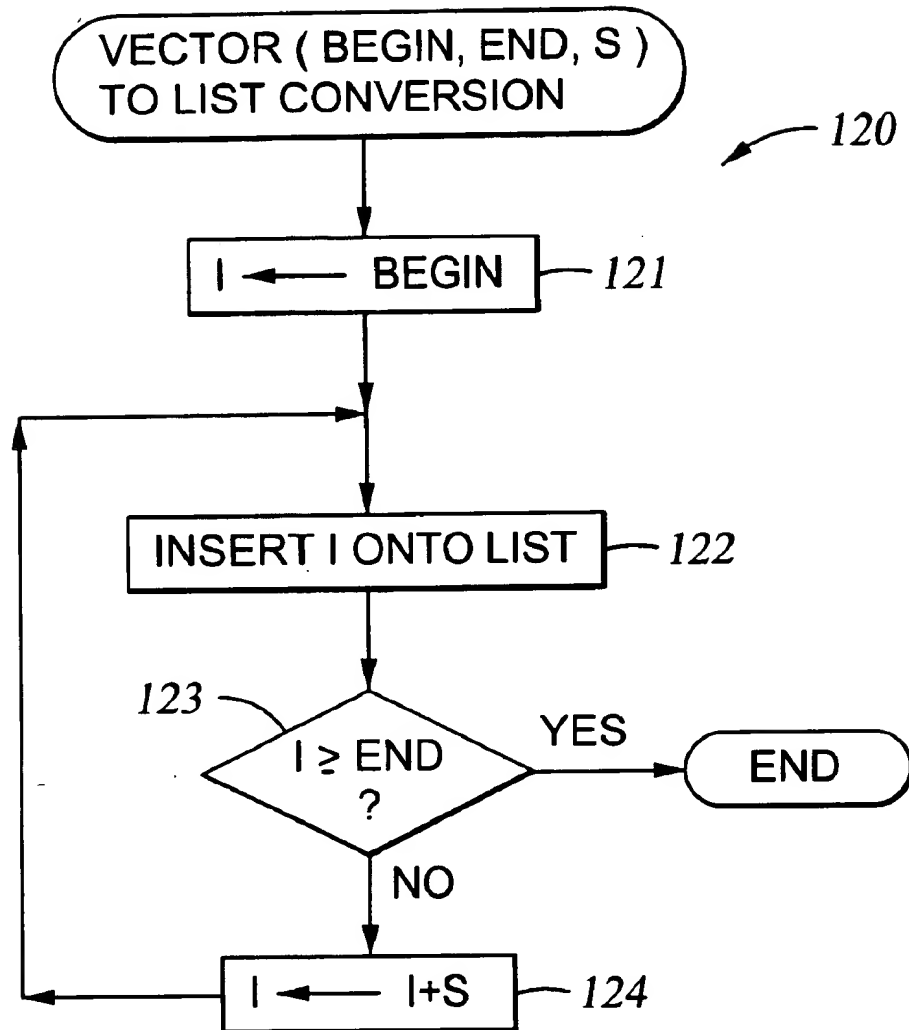 VECTOR ( BEGIN, END, S )
TO LIST CONVERSION
120
I ← BEGIN
121
INSERT I ONTO LIST
122
123
I ≥ END
?
YES
END
NO
I ← I+S
124